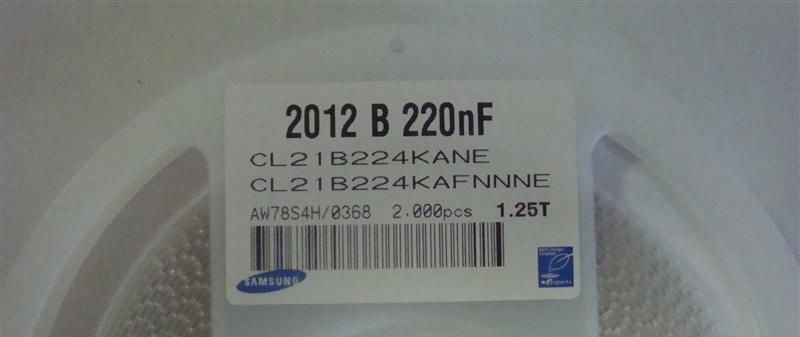 2012 B 220nF
CL21B224KANE
CL21B224KAFNNNE
AW78S4H/0368 2.000pcs 1.25T
SAMSUNG